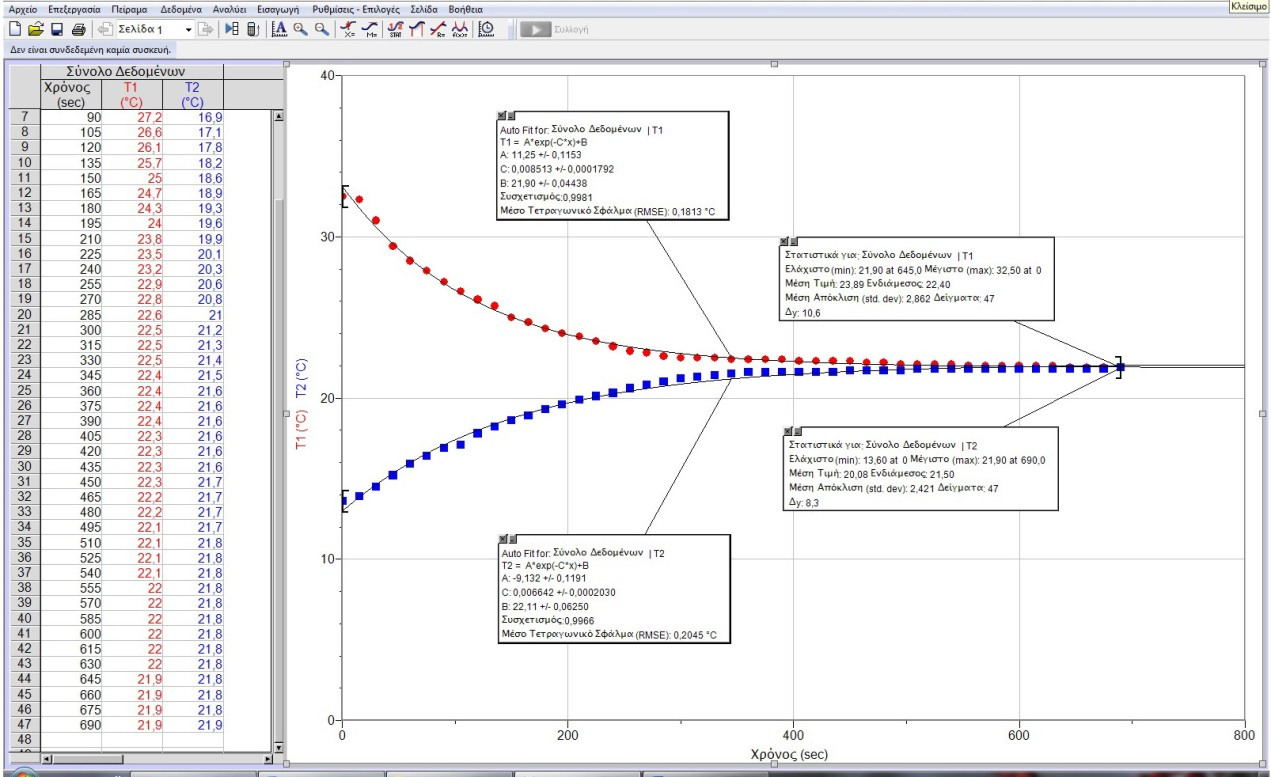 Αρχείο Επεξεργασία Πείραμα Δεδομένα Αναλύει Εισαγωγή Ρυθμίσεις - Επιλογές Σελίδα Βοήθεια
Κλείσιμο
Σελίδα 1
Συλλογή
Δεν είναι συνδεδεμένη καμία συσκευή.
Σύνολο Δεδομένων
Χρόνος T1 T2
(sec) (°C) (°C)
7 90 27,2 16,9
8 105 26,6 17,1
9 120 26,1 17,8
10 135 25,7 18,2
11 150 25 18,6
12 165 24,7 18,9
13 180 24,3 19,3
14 195 24 19,6
15 210 23,8 19,9
16 225 23,5 20,1
17 240 23,2 20,3
18 255 22,9 20,6
19 270 22,8 20,8
20 285 22,6 21
21 300 22,5 21,2
22 315 22,5 21,3
23 330 22,5 21,4
24 345 22,4 21,5
25 360 22,4 21,6
26 375 22,4 21,6
27 390 22,4 21,6
28 405 22,3 21,6
29 420 22,3 21,6
30 435 22,3 21,6
31 450 22,3 21,7
32 465 22,2 21,7
33 480 22,2 21,7
34 495 22,1 21,7
35 510 22,1 21,8
36 525 22,1 21,8
37 540 22,1 21,8
38 555 22 21,8
39 570 22 21,8
40 585 22 21,8
41 600 22 21,8
42 615 22 21,8
43 630 22 21,8
44 645 21,9 21,8
45 660 21,9 21,8
46 675 21,9 21,8
47 690 21,9 21,9
48
40
30
20
10
0
T1 (°C) T2 (°C)
0 200 400 600 800
Χρόνος (sec)
Auto Fit for: Σύνολο Δεδομένων | T1
T1 = A*exp(-C*x)+B
A: 11,25 +/- 0,1153
C: 0,008513 +/- 0,0001792
B: 21,90 +/- 0,04438
Συσχετισμός: 0,9981
Μέσο Τετραγωνικό Σφάλμα (RMSE): 0,1813 °C
Στατιστικά για: Σύνολο Δεδομένων | T1
Ελάχιστο (min): 21,90 at 645,0 Μέγιστο (max): 32,50 at 0
Μέση Τιμή: 23,89 Ενδιάμεσος: 22,40
Μέση Απόκλιση (std. dev): 2,862 Δείγματα: 47
Δy: 10,6
Στατιστικά για: Σύνολο Δεδομένων | T2
Ελάχιστο (min): 13,60 at 0 Μέγιστο (max): 21,90 at 690,0
Μέση Τιμή: 20,08 Ενδιάμεσος: 21,50
Μέση Απόκλιση (std. dev): 2,421 Δείγματα: 47
Δy: 8,3
Auto Fit for: Σύνολο Δεδομένων | T2
T2 = A*exp(-C*x)+B
A: -9,132 +/- 0,1191
C: 0,006642 +/- 0,0002030
B: 22,11 +/- 0,06250
Συσχετισμός: 0,9966
Μέσο Τετραγωνικό Σφάλμα (RMSE): 0,2045 °C